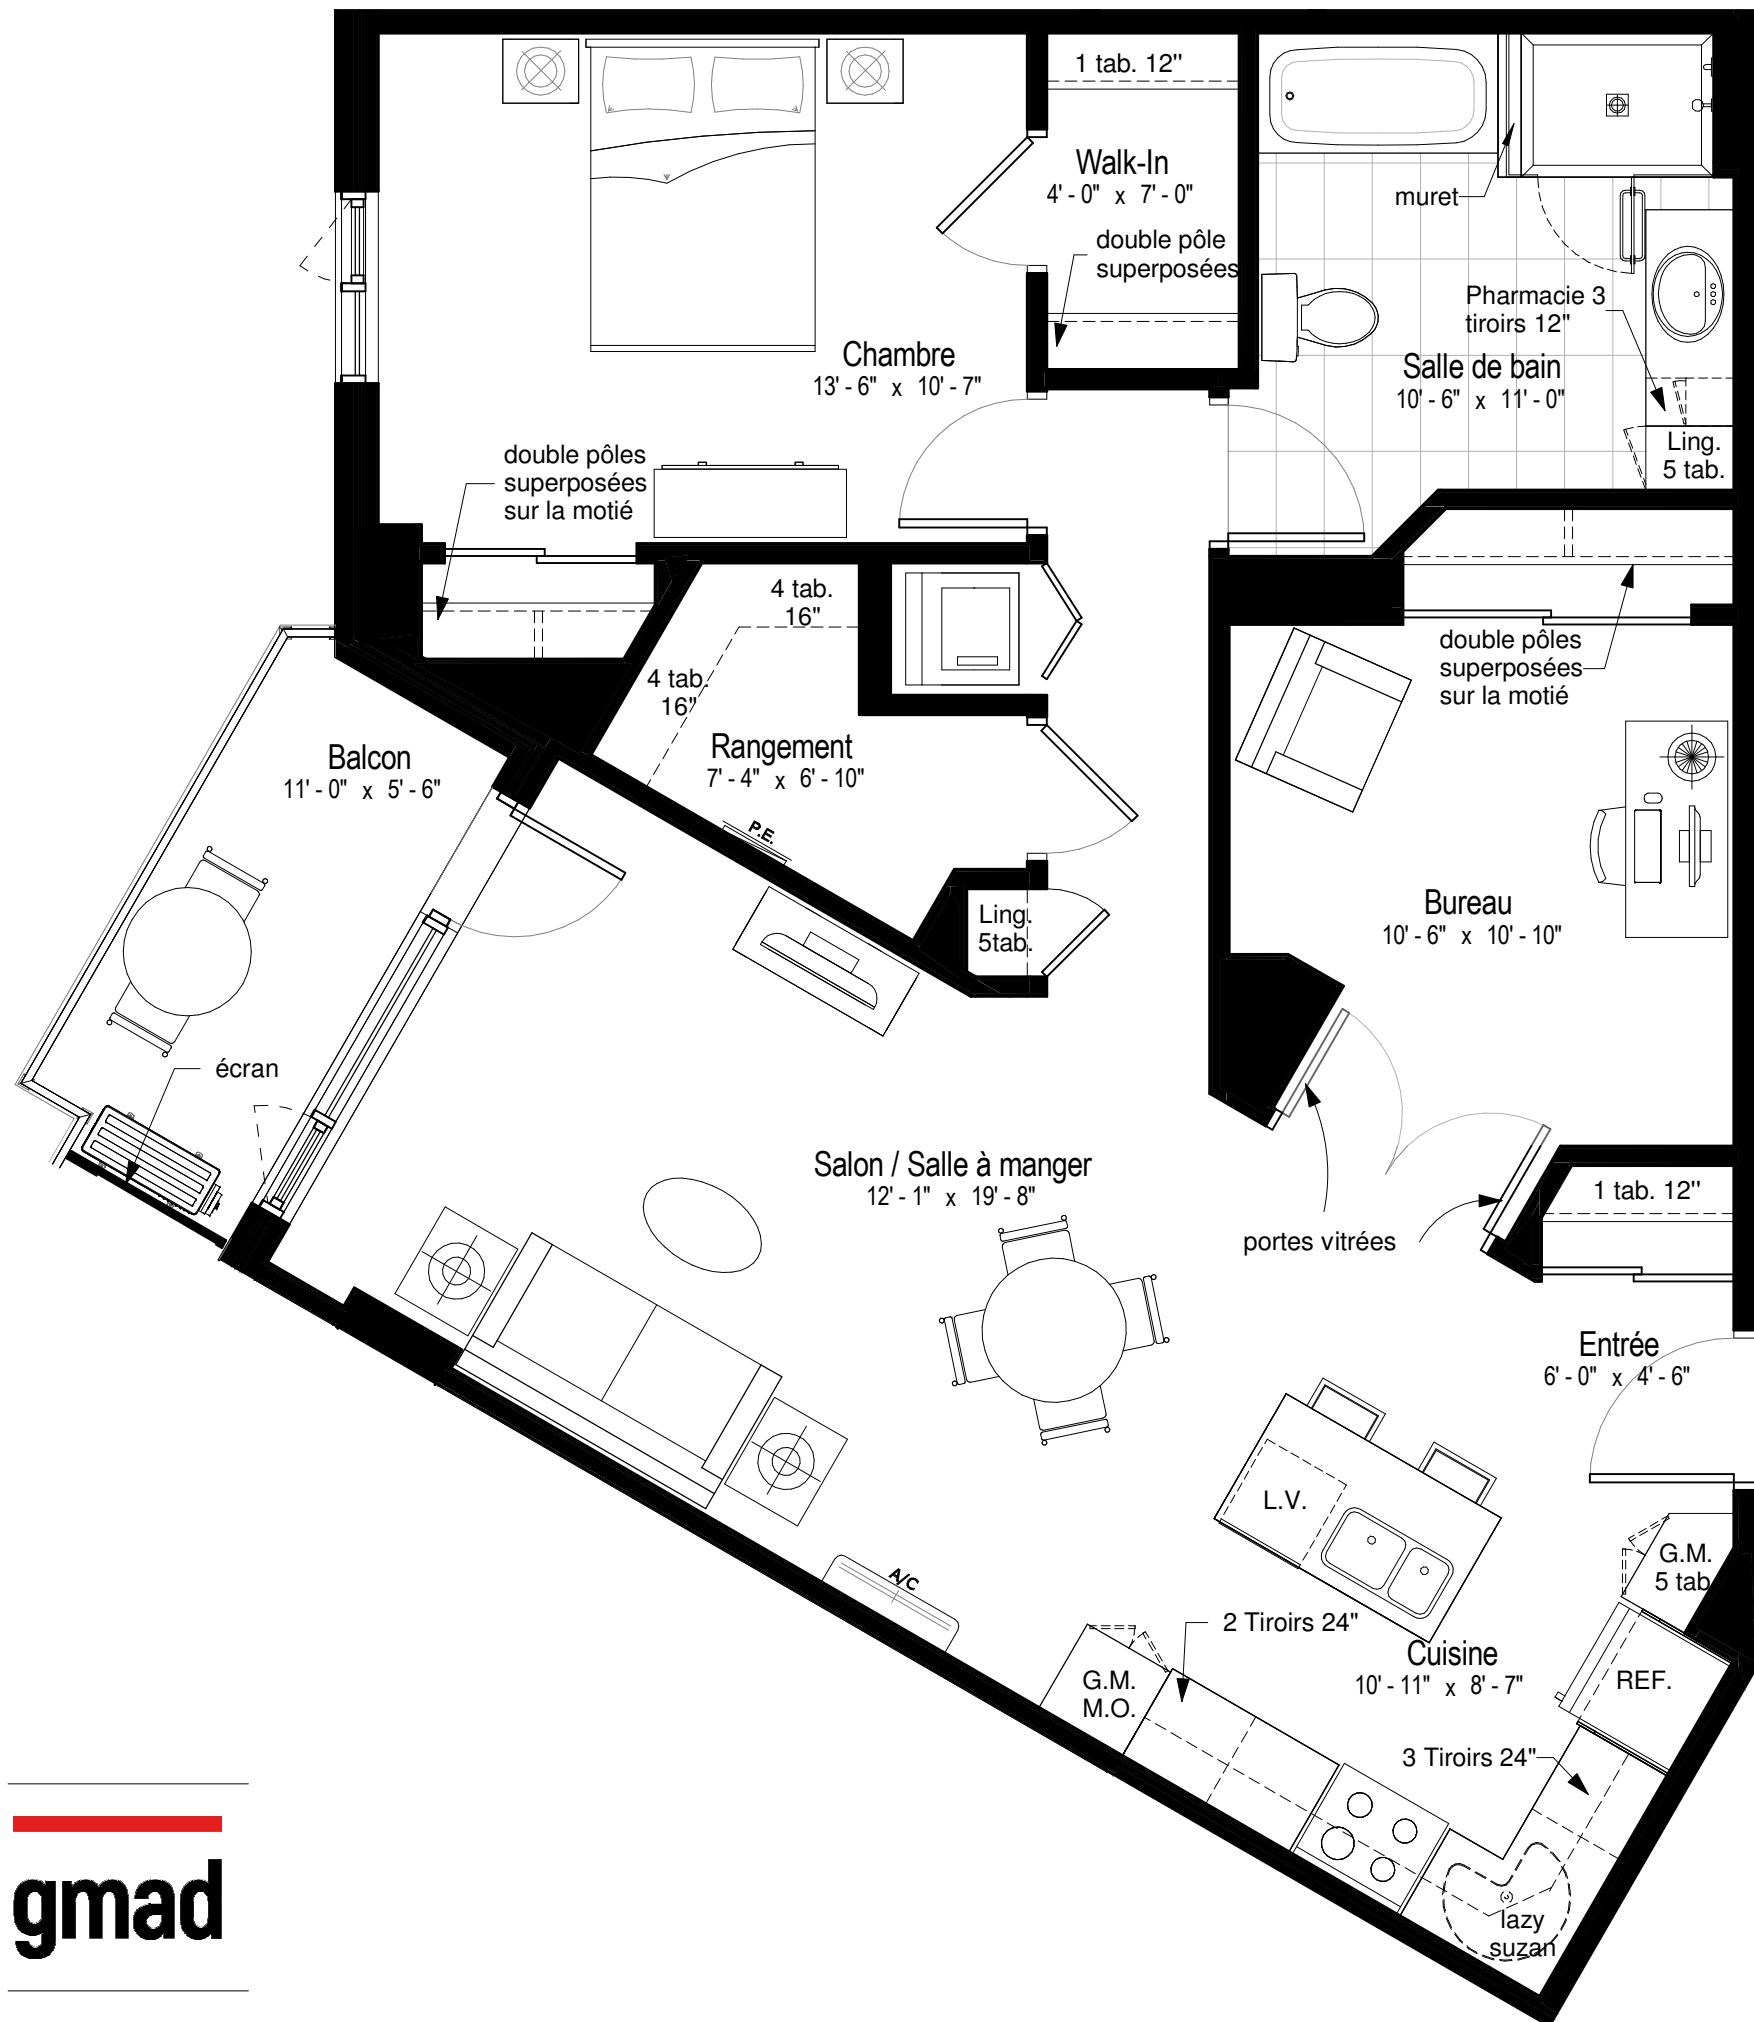 1 tab. 12"
Walk-In
4' - 0" x 7' - 0"
double pôle
superposées
muret
Pharmacie 3
tiroirs 12"
Salle de bain
10' - 6" x 11' - 0"
Ling.
5 tab.
Chambre
13' - 6" x 10' - 7"
double pôles
superposées
sur la motié
4 tab.
16"
4 tab.
16"
Rangement
7' - 4" x 6' - 10"
P.E.
double pôles
superposées
sur la motié
Balcon
11' - 0" x 5' - 6"
écran
Ling.
5tab.
Bureau
10' - 6" x 10' - 10"
Salon / Salle à manger
12' - 1" x 19' - 8"
portes vitrées
1 tab. 12"
Entrée
6' - 0" x 4' - 6"
L.V.
G.M.
5 tab.
A/C
2 Tiroirs 24"
Cuisine
10' - 11" x 8' - 7"
G.M.
M.O.
REF.
3 Tiroirs 24"
lazy
suzan
gmad